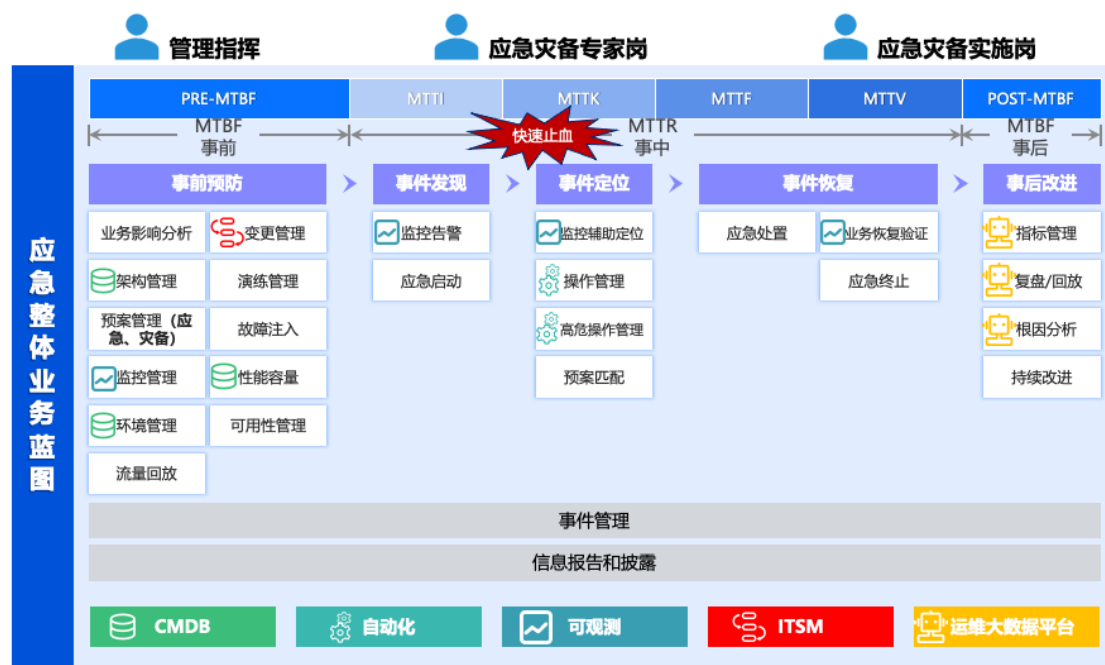 管理指挥
应急灾备专家岗
应急灾备实施岗
应急整体业务蓝图
PRE-MTBF
MTTI
MTTK
MTTF
MTTV
POST-MTBF
MTBF
事前
快速止血
MTTR
事中
MTBF
事后
事前预防
事件发现
事件定位
事件恢复
事后改进
业务影响分析
变更管理
架构管理
演练管理
预案管理（应
急、灾备）
故障注入
监控管理
性能容量
环境管理
可用性管理
流量回放
监控告警
应急启动
监控辅助定位
操作管理
高危操作管理
预案匹配
应急处置
业务恢复验证
应急终止
指标管理
复盘/回放
根因分析
持续改进
事件管理
信息报告和披露
CMDB
自动化
可观测
ITSM
运维大数据平台